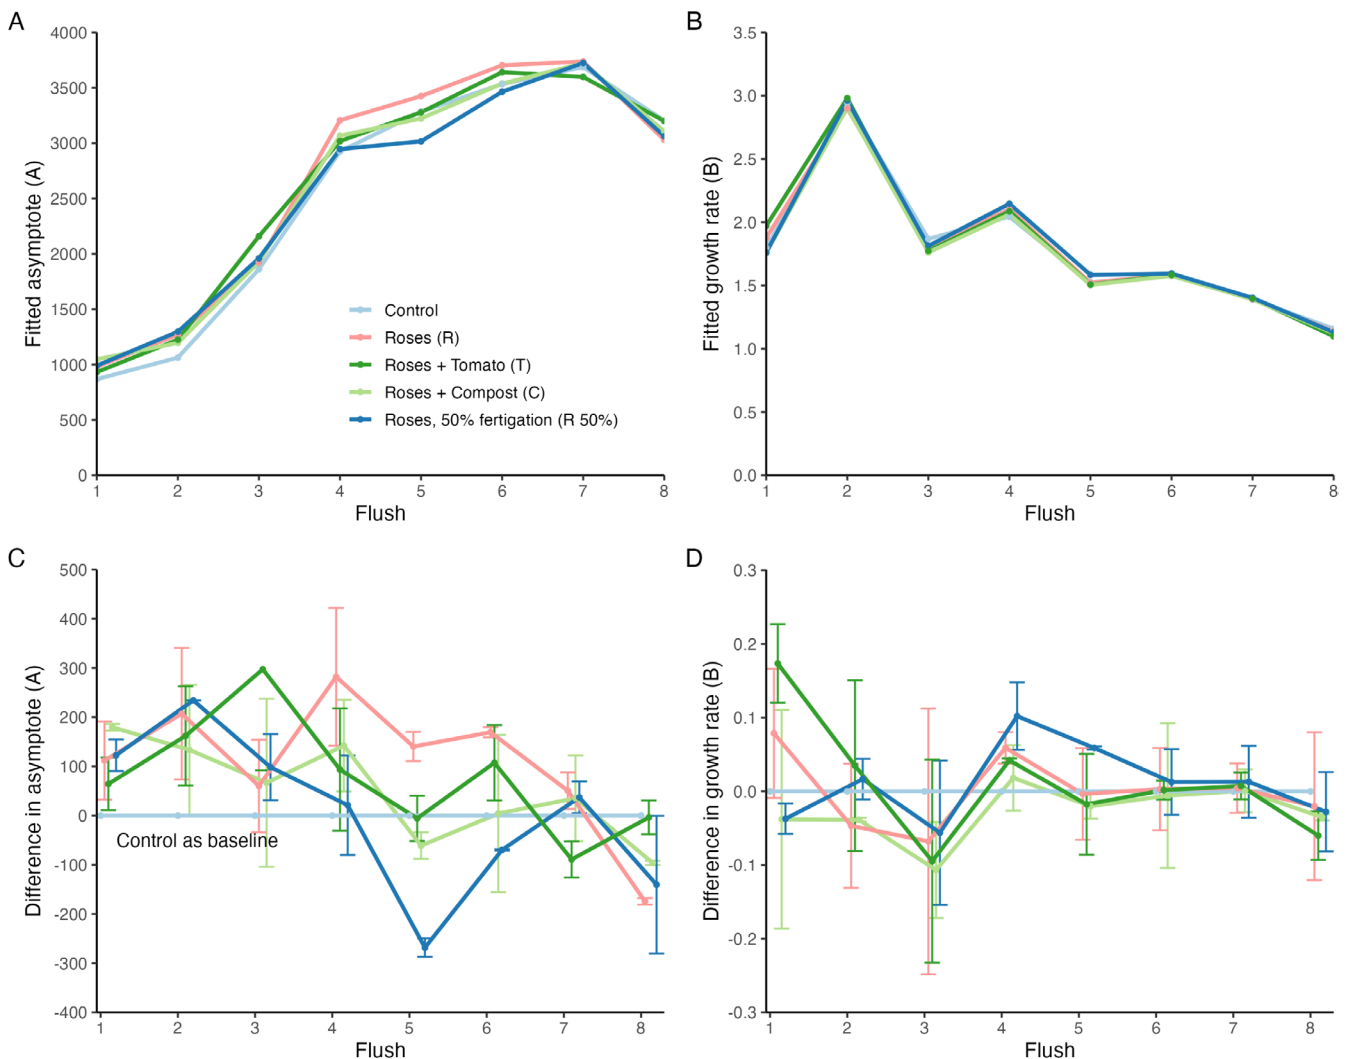 A
4000
3500
3000
2500
2000
1500
1000
500
0
Fitted asymptote (A)
1 2 3 4 5 6 7 8
Flush
Control
Roses (R)
Roses + Tomato (T)
Roses + Compost (C)
Roses, 50% fertigation (R 50%)
B
3.5
3.0
2.5
2.0
1.5
1.0
0.5
0.0
Fitted growth rate (B)
1 2 3 4 5 6 7 8
Flush
C
500
400
300
200
100
0
-100
-200
-300
-400
Difference in asymptote (A)
Control as baseline
1 2 3 4 5 6 7 8
Flush
D
0.3
0.2
0.1
0.0
-0.1
-0.2
-0.3
Difference in growth rate (B)
1 2 3 4 5 6 7 8
Flush